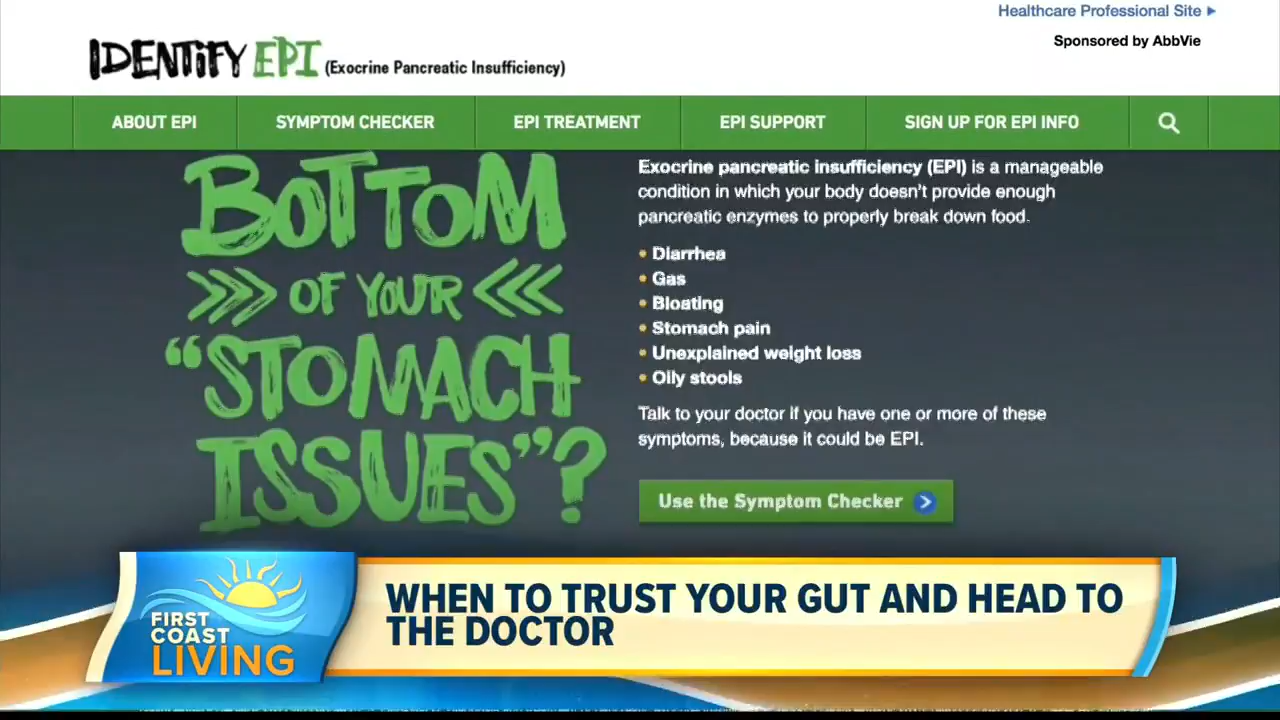 Healthcare Professional Site ▸
Sponsored by AbbVie
IDENTIFY EPI (Exocrine Pancreatic Insufficiency)
ABOUT EPI
SYMPTOM CHECKER
EPI TREATMENT
EPI SUPPORT
SIGN UP FOR EPI INFO
BOTTOM
OF YOUR
“STOMACH
ISSUES”?
Exocrine pancreatic insufficiency (EPI) is a manageable
condition in which your body doesn't provide enough
pancreatic enzymes to properly break down food.
• Diarrhea
• Gas
• Bloating
• Stomach pain
• Unexplained weight loss
• Oily stools
Talk to your doctor if you have one or more of these
symptoms, because it could be EPI.
Use the Symptom Checker
FIRST
COAST
LIVING
WHEN TO TRUST YOUR GUT AND HEAD TO
THE DOCTOR